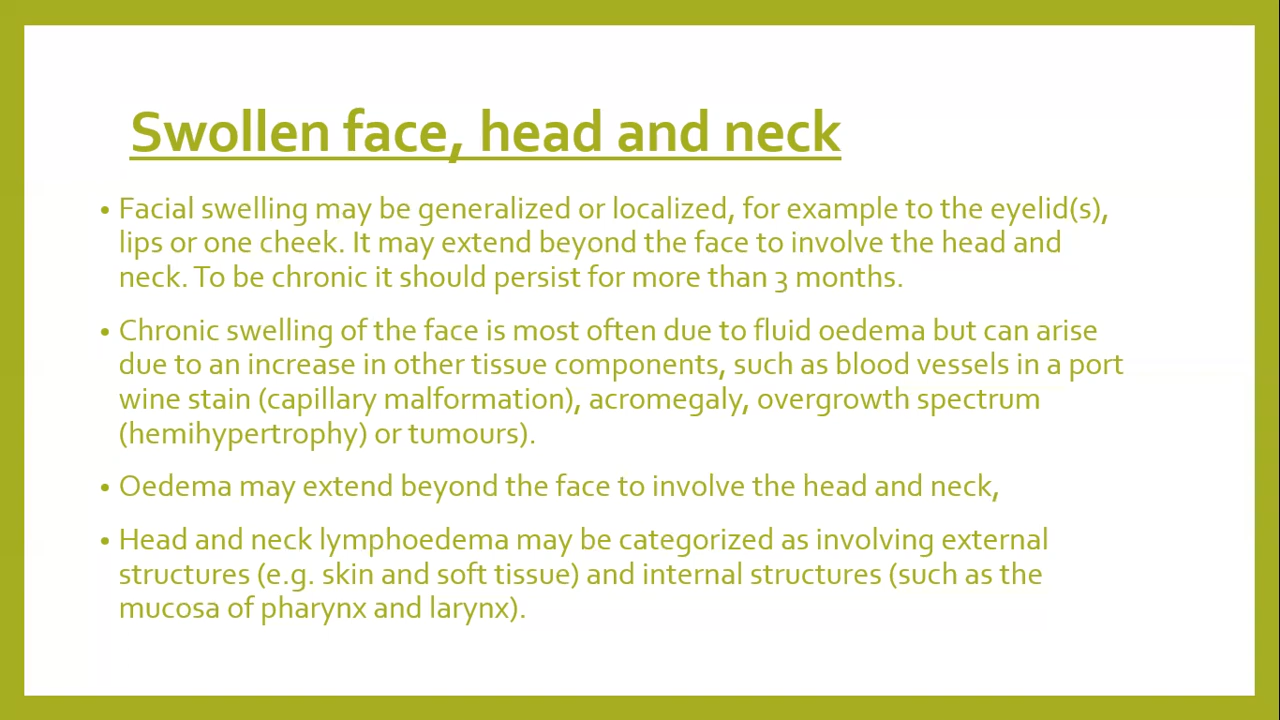 Swollen face, head and neck
• Facial swelling may be generalized or localized, for example to the eyelid(s),
lips or one cheek. It may extend beyond the face to involve the head and
neck. To be chronic it should persist for more than 3 months.
• Chronic swelling of the face is most often due to fluid oedema but can arise
due to an increase in other tissue components, such as blood vessels in a port
wine stain (capillary malformation), acromegaly, overgrowth spectrum
(hemihypertrophy) or tumours).
• Oedema may extend beyond the face to involve the head and neck,
• Head and neck lymphoedema may be categorized as involving external
structures (e.g. skin and soft tissue) and internal structures (such as the
mucosa of pharynx and larynx).